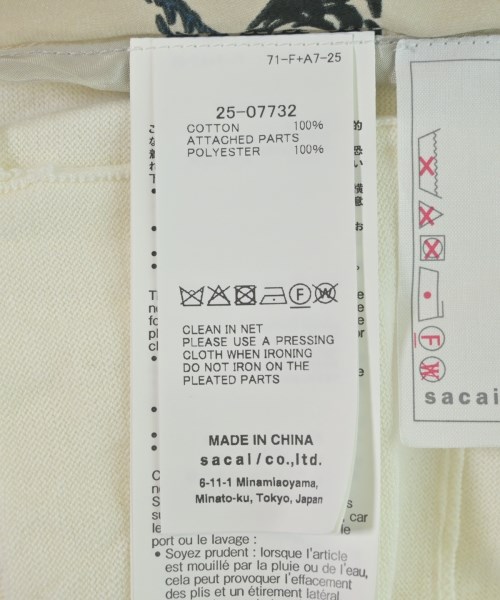 71-F+A7-25
25-07732
COTTON 100%
ATTACHED PARTS
POLYESTER 100%
CLEAN IN NET
PLEASE USE A PRESSING
CLOTH WHEN IRONING
DO NOT IRON ON THE
PLEATED PARTS
MADE IN CHINA
sacai/co.,ltd.
6-11-1 Minamiaoyama,
Minato-ku, Tokyo, Japan
car
port ou le lavage :
• Soyez prudent : lorsque l'article
est mouillé par la pluie ou de l'eau,
cela peut provoquer l'effacement
des plis et un étirement latéral
F
W
F
W
sacai